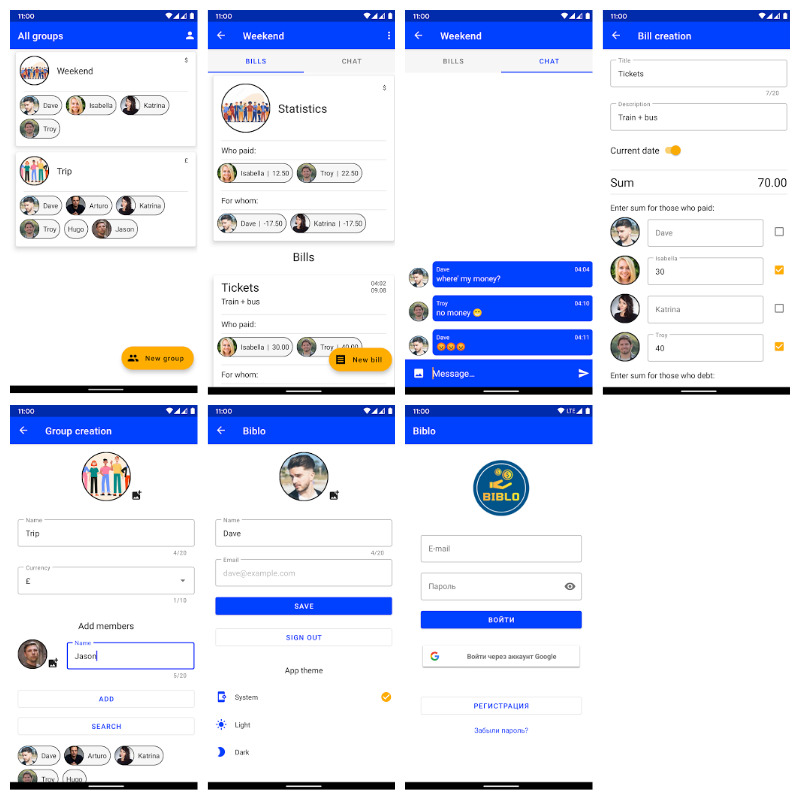 11:00
All groups
$
Weekend
Dave Isabella Katrina
Troy
£
Trip
Dave Arturo Katrina
Troy Hugo Jason
New group
11:00
Weekend
BILLS CHAT
$
Statistics
Who paid:
Isabella | 12.50 Troy | 22.50
For whom:
Dave | -17.50 Katrina | -17.50
Bills
Tickets 04:02
09.08
Train + bus
Who paid:
Isabella | 30.00 Troy | 40.00
New bill
For whom:
11:00
Weekend
BILLS CHAT
Dave 04:04
where' my money?
Troy 04:10
no money 😁
Dave 04:11
😡😡😡
Message...
11:00
Bill creation
Title
Tickets
7/20
Description
Train + bus
Current date
Sum 70.00
Enter sum for those who paid:
Dave
Isabella
30
Katrina
Troy
40
Enter sum for those who debt:
11:00
Group creation
Name
Trip
4/20
Currency
£
1/10
Add members
Name
Jason
5/20
ADD
SEARCH
Dave Arturo Katrina
Troy Hugo
11:00
Biblo
Name
Dave
4/20
Email
dave@example.com
SAVE
SIGN OUT
App theme
System
Light
Dark
11:00 LTE
Biblo
BIBLO
E-mail
Пароль
ВОЙТИ
Войти через аккаунт Google
РЕГИСТРАЦИЯ
Забыли пароль?